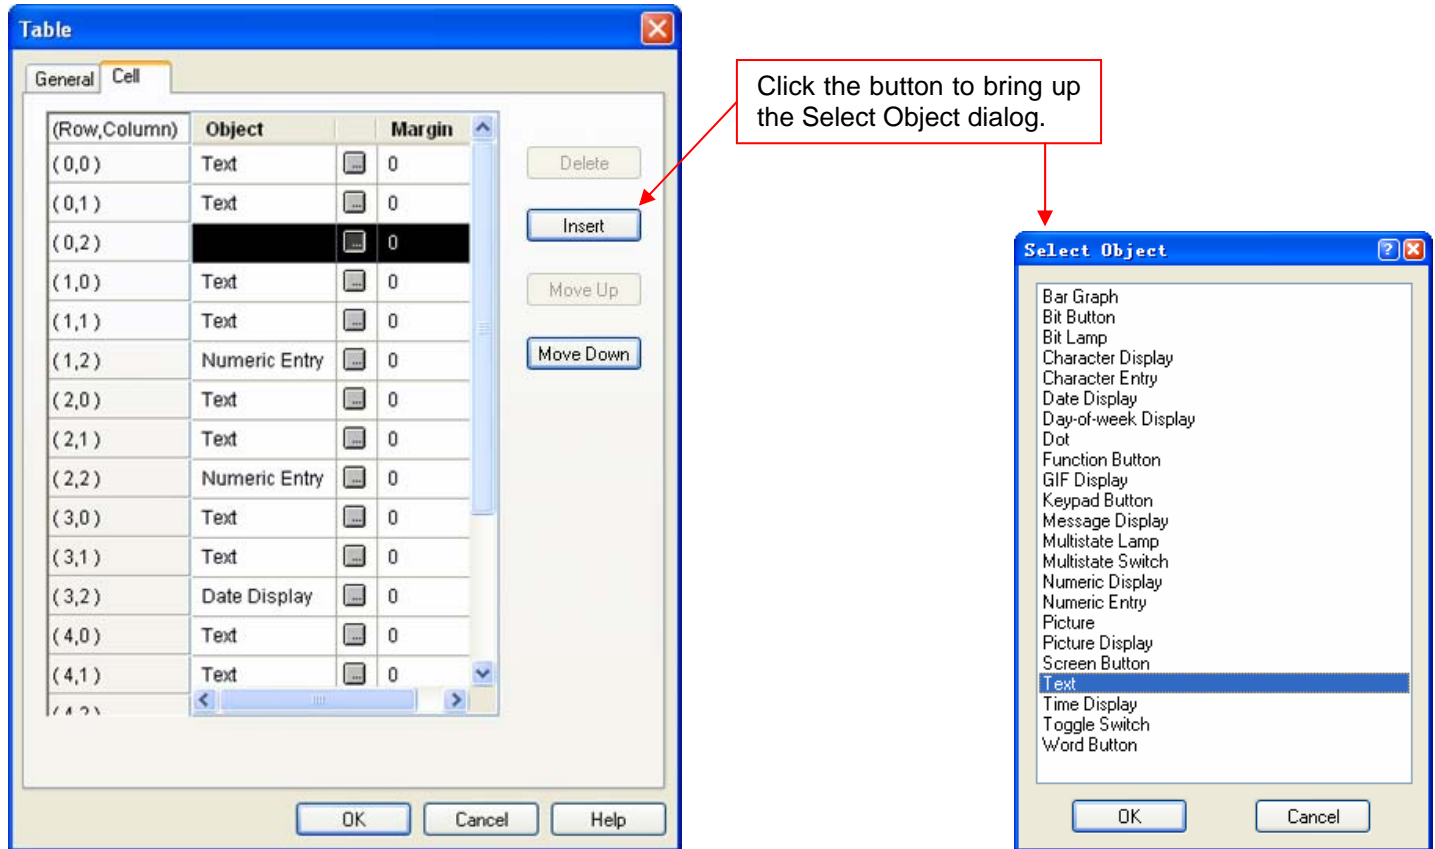 Table
General Cell
(Row,Column) Object Margin
( 0,0 ) Text ... 0
( 0,1 ) Text ... 0
( 0,2 ) ... 0
( 1,0 ) Text ... 0
( 1,1 ) Text ... 0
( 1,2 ) Numeric Entry ... 0
( 2,0 ) Text ... 0
( 2,1 ) Text ... 0
( 2,2 ) Numeric Entry ... 0
( 3,0 ) Text ... 0
( 3,1 ) Text ... 0
( 3,2 ) Date Display ... 0
( 4,0 ) Text ... 0
( 4,1 ) Text ... 0
( 4,2 )
Delete
Insert
Move Up
Move Down
OK Cancel Help
Click the button to bring up
the Select Object dialog.
Select Object
Bar Graph
Bit Button
Bit Lamp
Character Display
Character Entry
Date Display
Day-of-week Display
Dot
Function Button
GIF Display
Keypad Button
Message Display
Multistate Lamp
Multistate Switch
Numeric Display
Numeric Entry
Picture
Picture Display
Screen Button
Text
Time Display
Toggle Switch
Word Button
OK Cancel